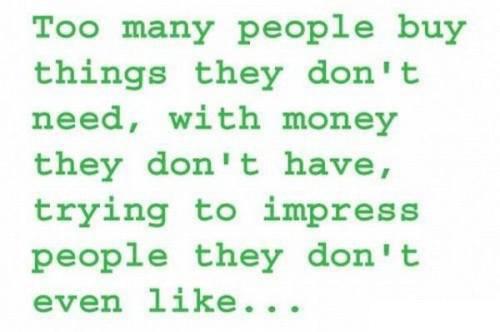 Too many people buy
things they don't
need, with money
they don't have,
trying to impress
people they don't
even like...